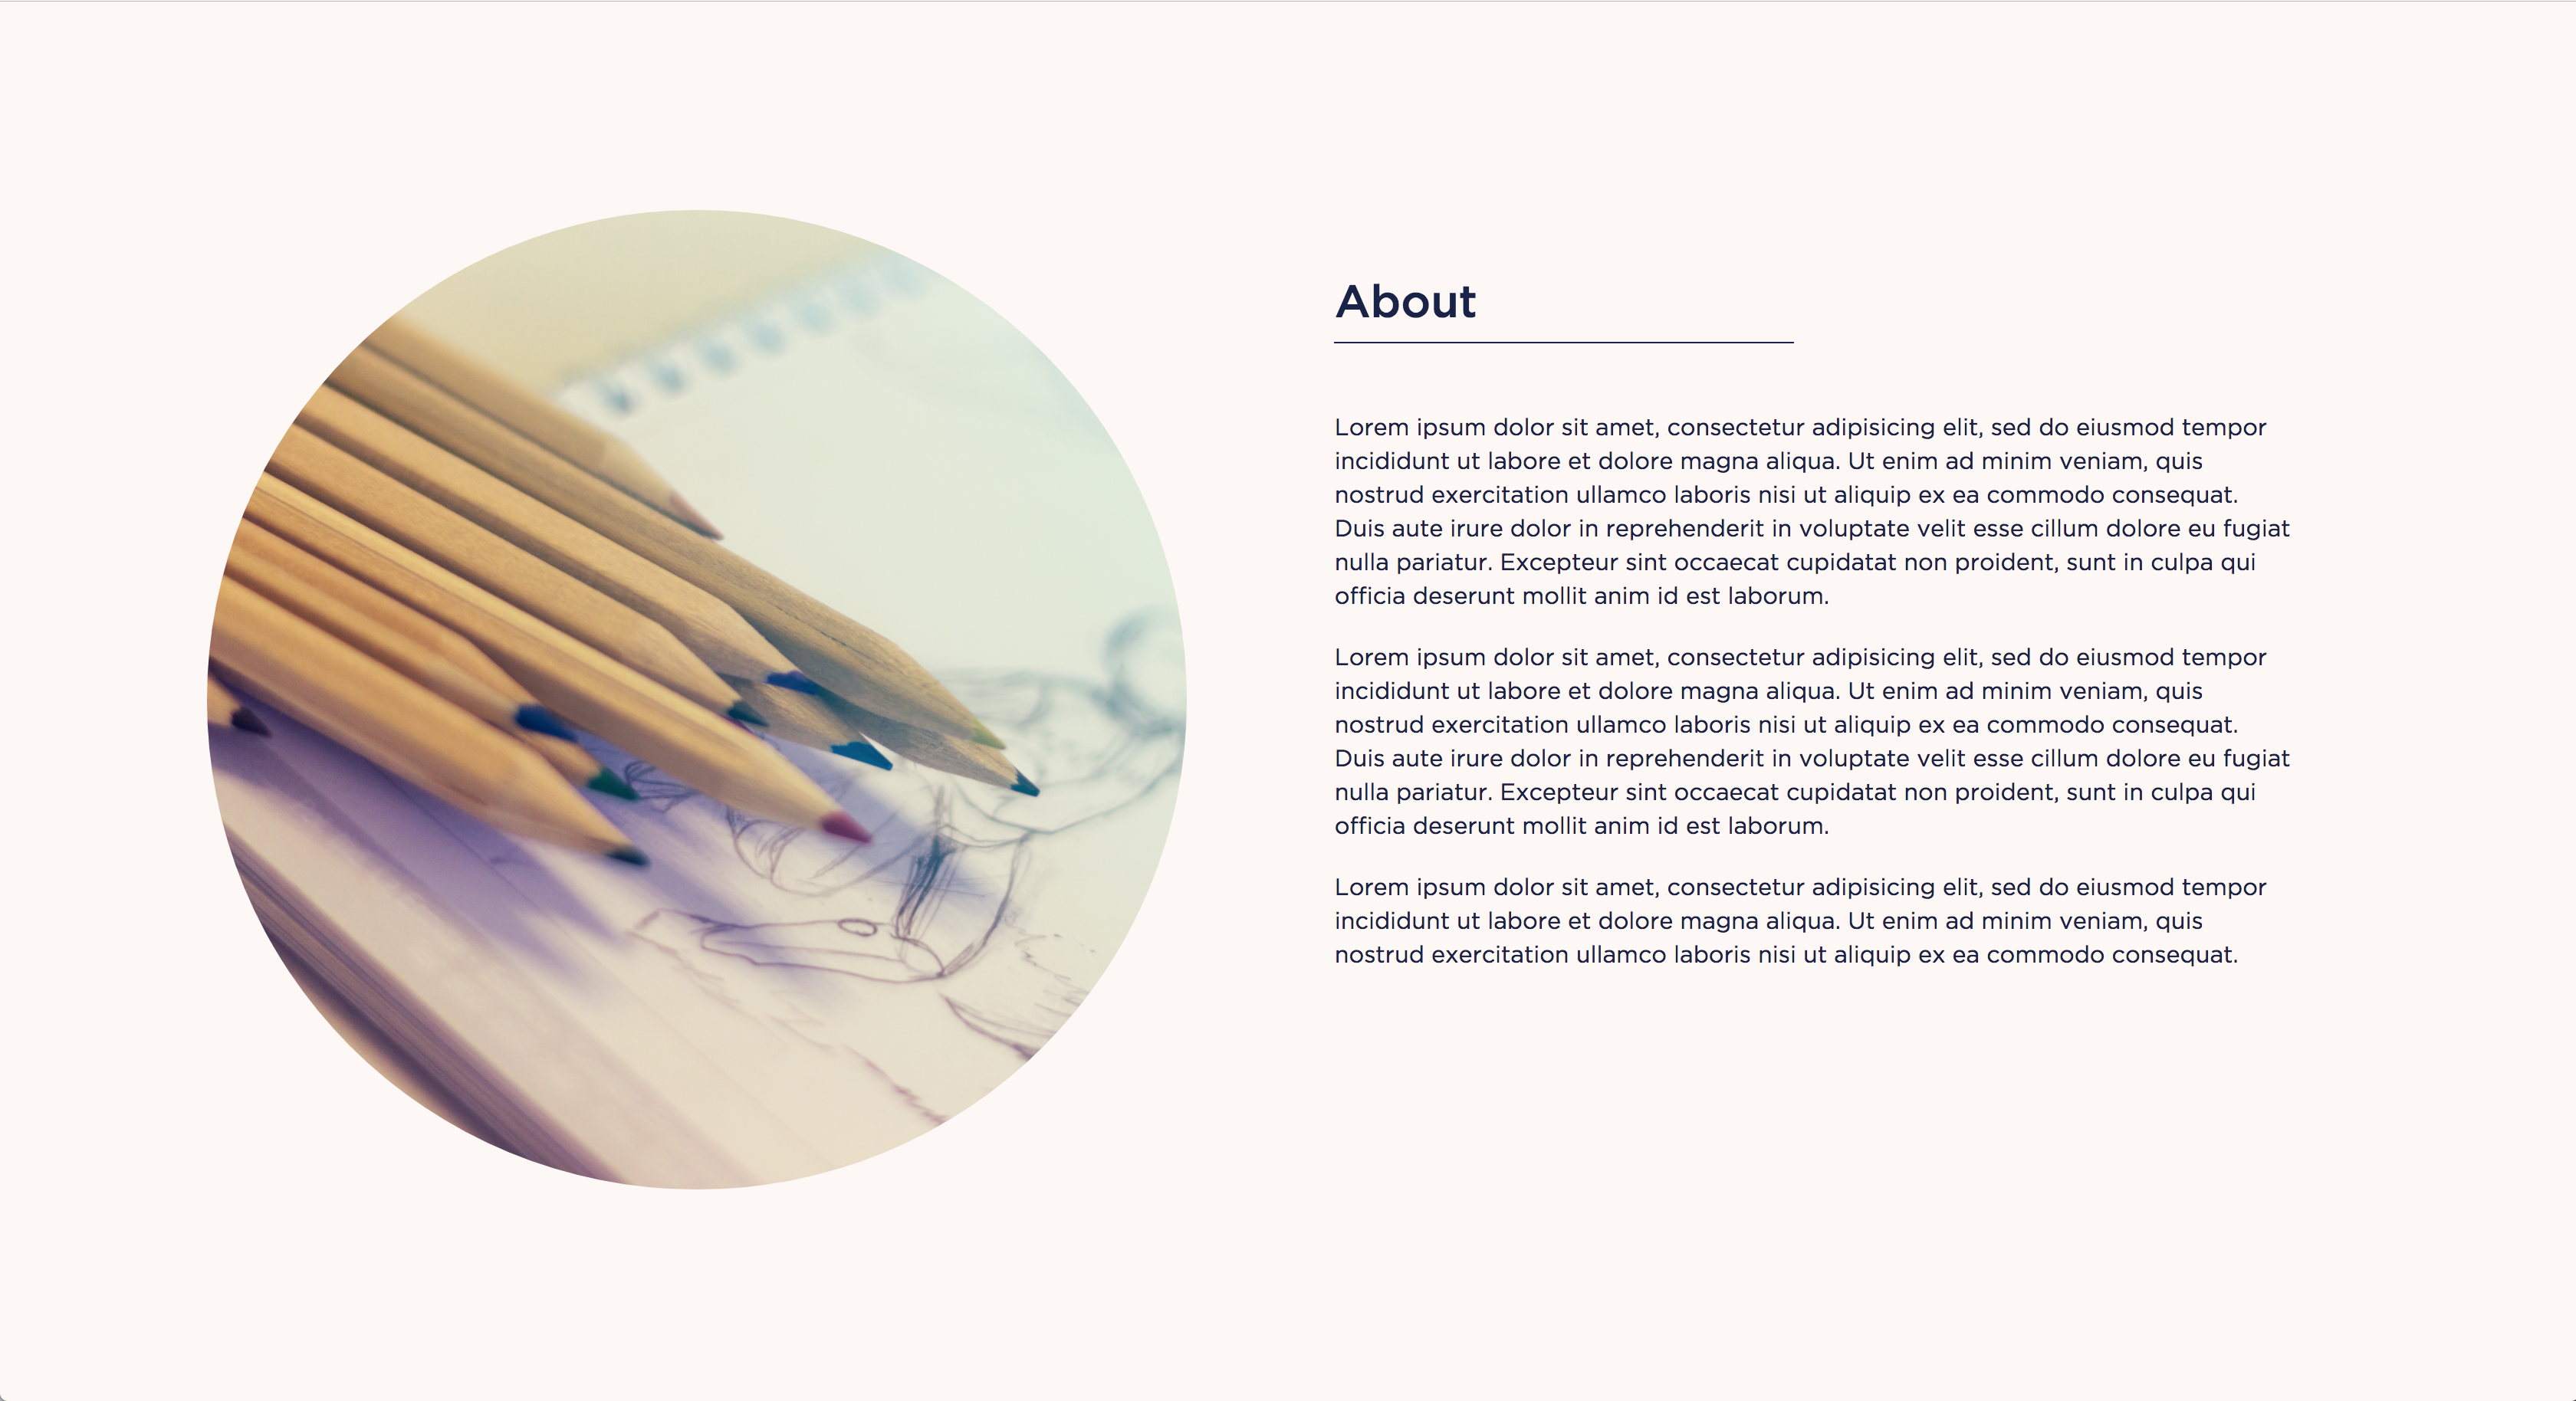 About
Lorem ipsum dolor sit amet, consectetur adipisicing elit, sed do eiusmod tempor
incididunt ut labore et dolore magna aliqua. Ut enim ad minim veniam, quis
nostrud exercitation ullamco laboris nisi ut aliquip ex ea commodo consequat.
Duis aute irure dolor in reprehenderit in voluptate velit esse cillum dolore eu fugiat
nulla pariatur. Excepteur sint occaecat cupidatat non proident, sunt in culpa qui
officia deserunt mollit anim id est laborum.
Lorem ipsum dolor sit amet, consectetur adipisicing elit, sed do eiusmod tempor
incididunt ut labore et dolore magna aliqua. Ut enim ad minim veniam, quis
nostrud exercitation ullamco laboris nisi ut aliquip ex ea commodo consequat.
Duis aute irure dolor in reprehenderit in voluptate velit esse cillum dolore eu fugiat
nulla pariatur. Excepteur sint occaecat cupidatat non proident, sunt in culpa qui
officia deserunt mollit anim id est laborum.
Lorem ipsum dolor sit amet, consectetur adipisicing elit, sed do eiusmod tempor
incididunt ut labore et dolore magna aliqua. Ut enim ad minim veniam, quis
nostrud exercitation ullamco laboris nisi ut aliquip ex ea commodo consequat.